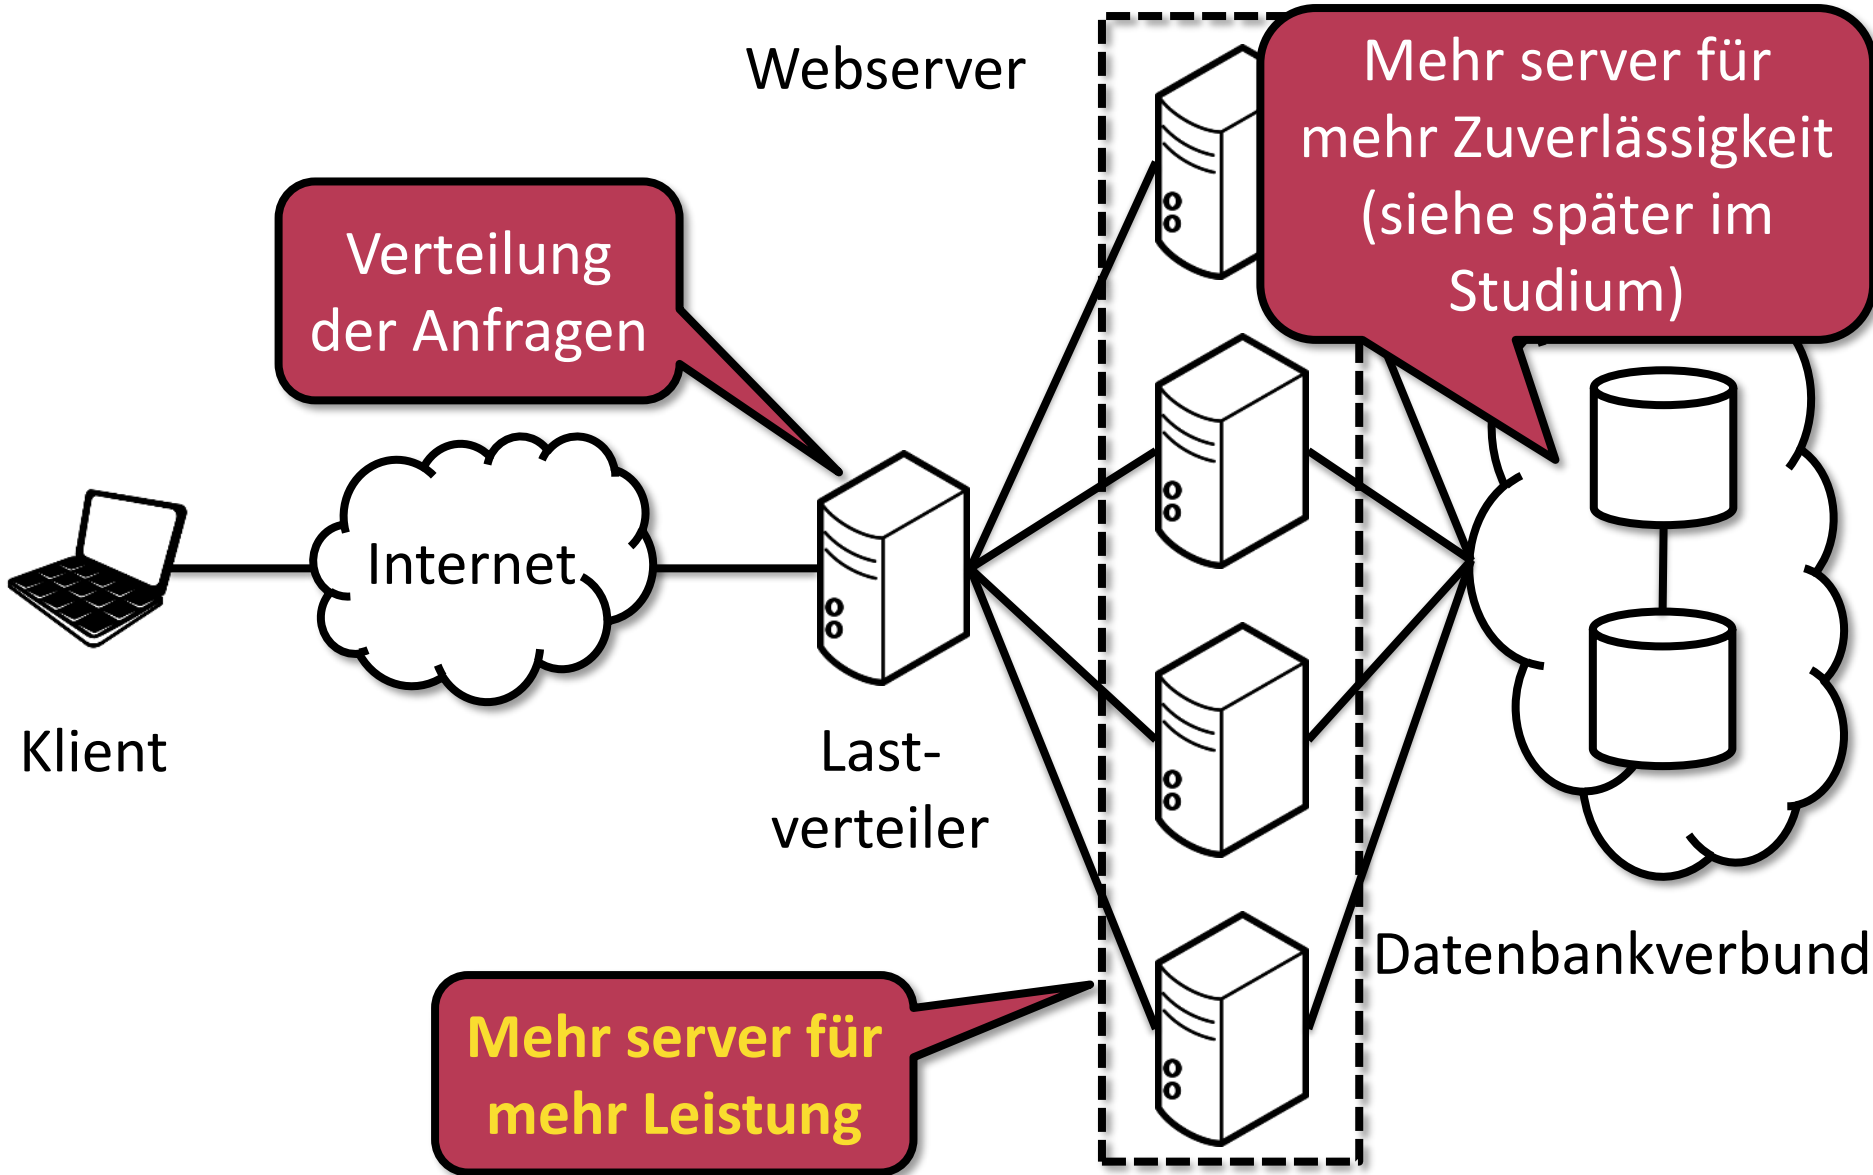 Webserver
Mehr server für
mehr Zuverlässigkeit
(siehe später im
Studium)
Verteilung
der Anfragen
Internet
Klient
Last-
verteiler
Datenbankverbund
Mehr server für
mehr Leistung